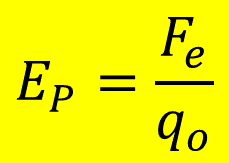 E_P = F_e / q_o